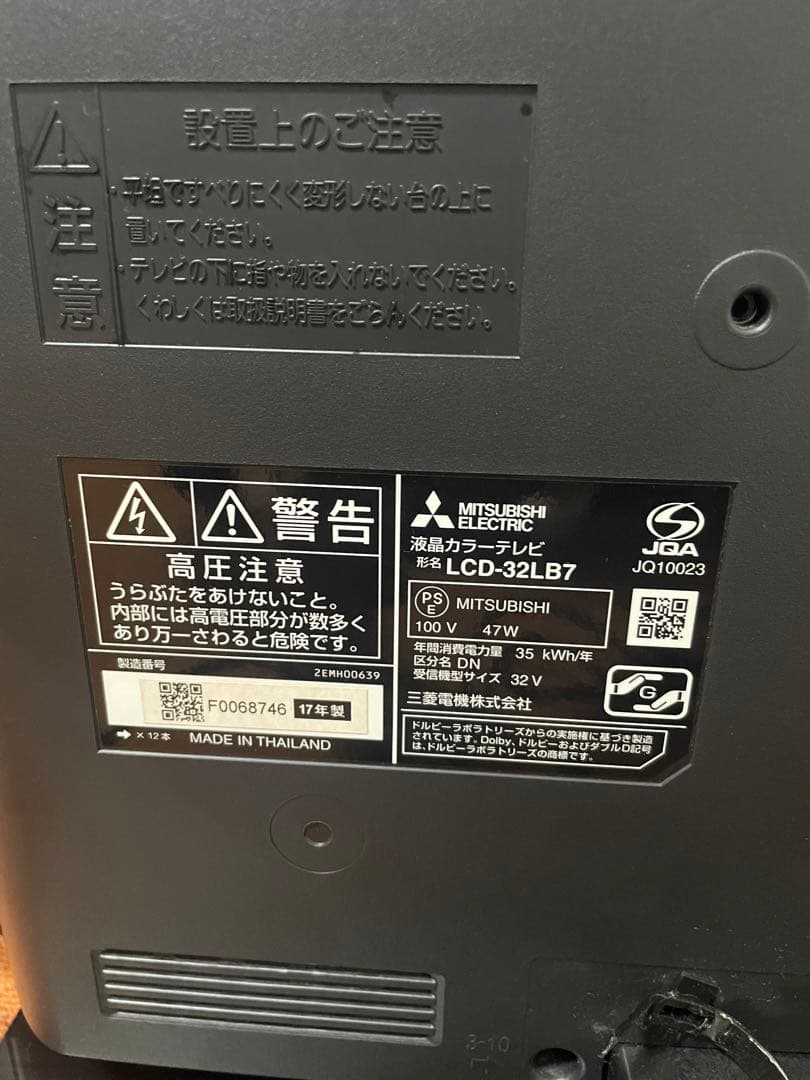 設置上のご注意
注意
・平坦ですべりにくく変形しない台の上に
置いてください。
・テレビの下に指や物を入れないでください。
くわしくは取扱説明書をごらんください。
警告
高圧注意
うらぶたをあけないこと。
内部には高電圧部分が数多く
あり万一さわると危険です。
製造番号
2EMH00639
F0068746 17年製
➡ × 12本 MADE IN THAILAND
MITSUBISHI
ELECTRIC
液晶カラーテレビ
形名 LCD-32LB7
JQA
JQ10023
PS
E
MITSUBISHI
100 V 47W
年間消費電力量 35 kWh/年
区分名 DN
受信機型サイズ 32 V
三菱電機株式会社
G
ドルビーラボラトリーズからの実施権に基づき製造
されています。Dolby、ドルビーおよびダブルD記号
は、ドルビーラボラトリーズの商標です。
3-10